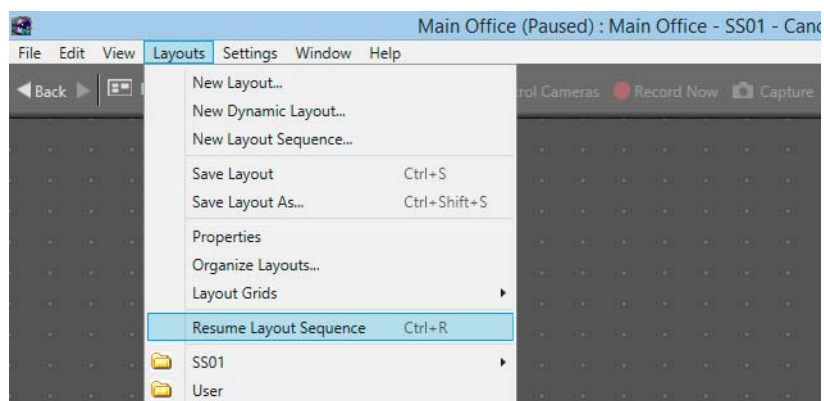 Main Office (Paused) : Main Office - SS01 - Cano
File Edit View Layouts Settings Window Help
Back
New Layout...
rol Cameras Record Now Capture
New Dynamic Layout...
New Layout Sequence...
Save Layout Ctrl+S
Save Layout As... Ctrl+Shift+S
Properties
Organize Layouts...
Layout Grids
Resume Layout Sequence Ctrl+R
SS01
User